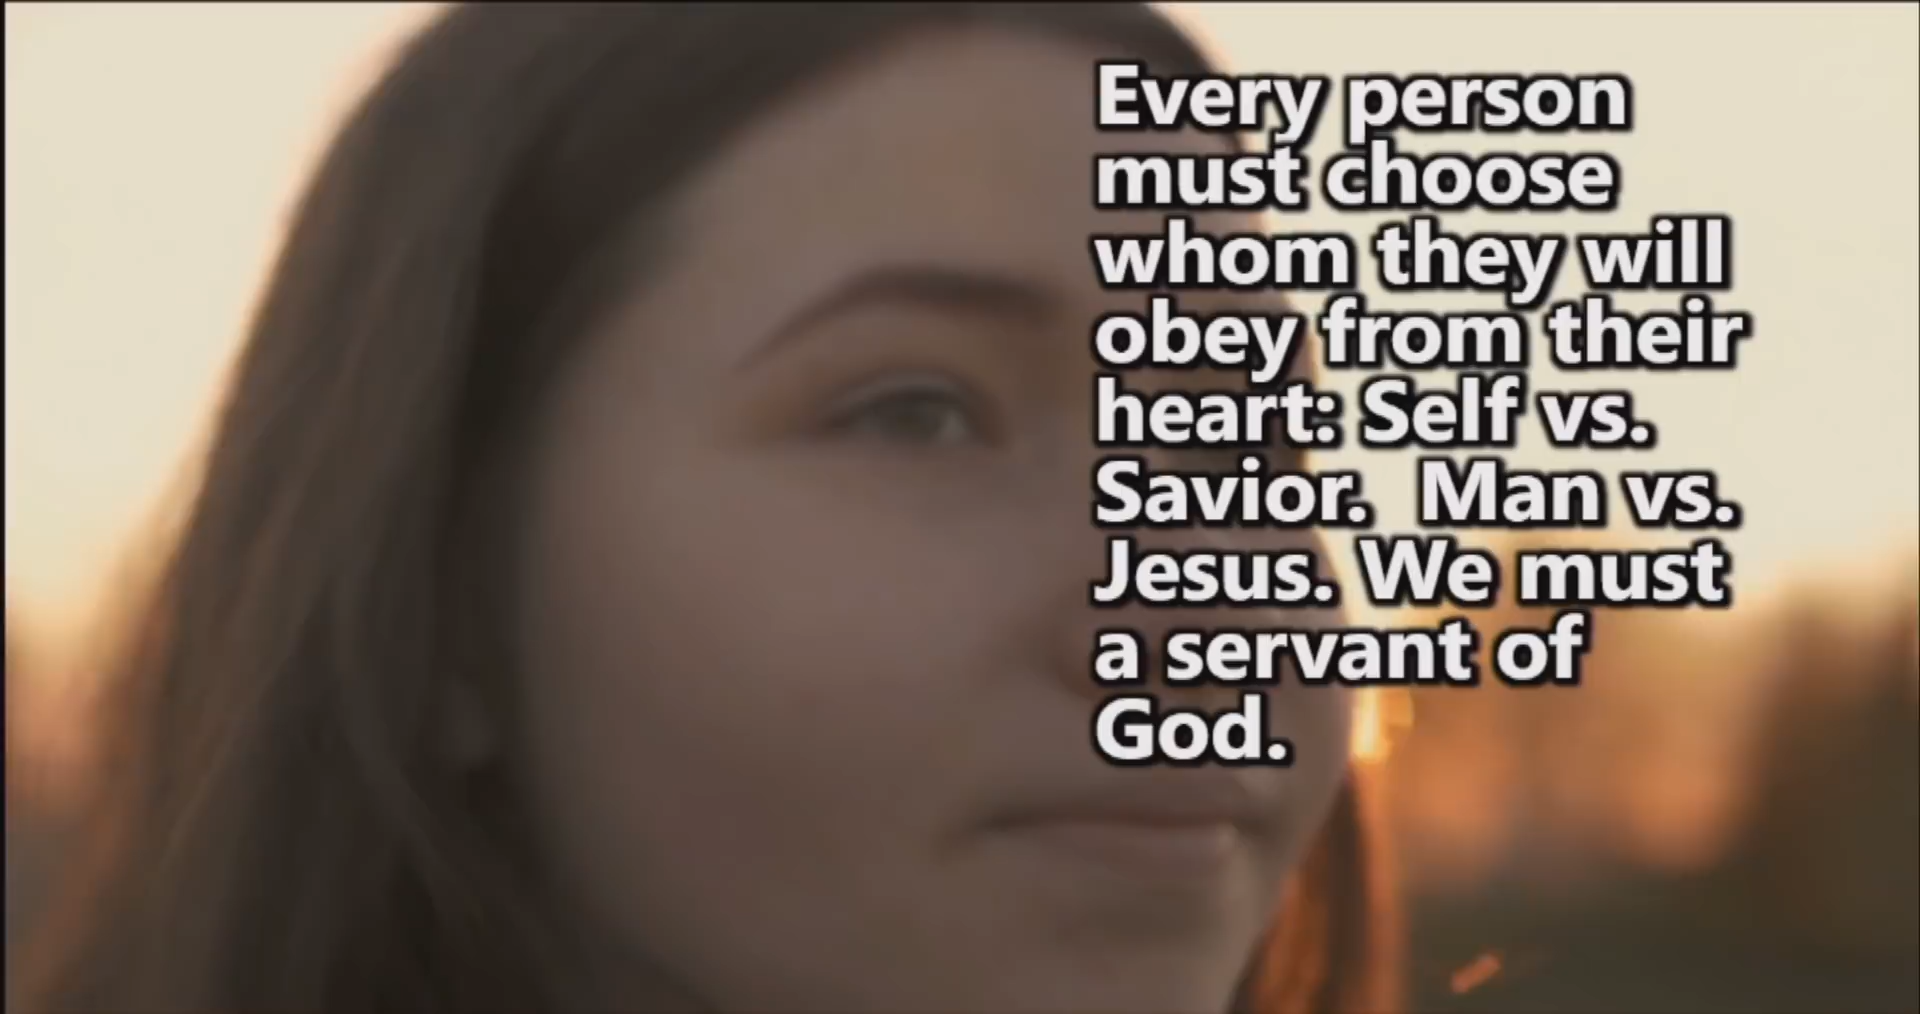 Every person
must choose
whom they will
obey from their
heart: Self vs.
Savior.  Man vs.
Jesus. We must
a servant of
God.